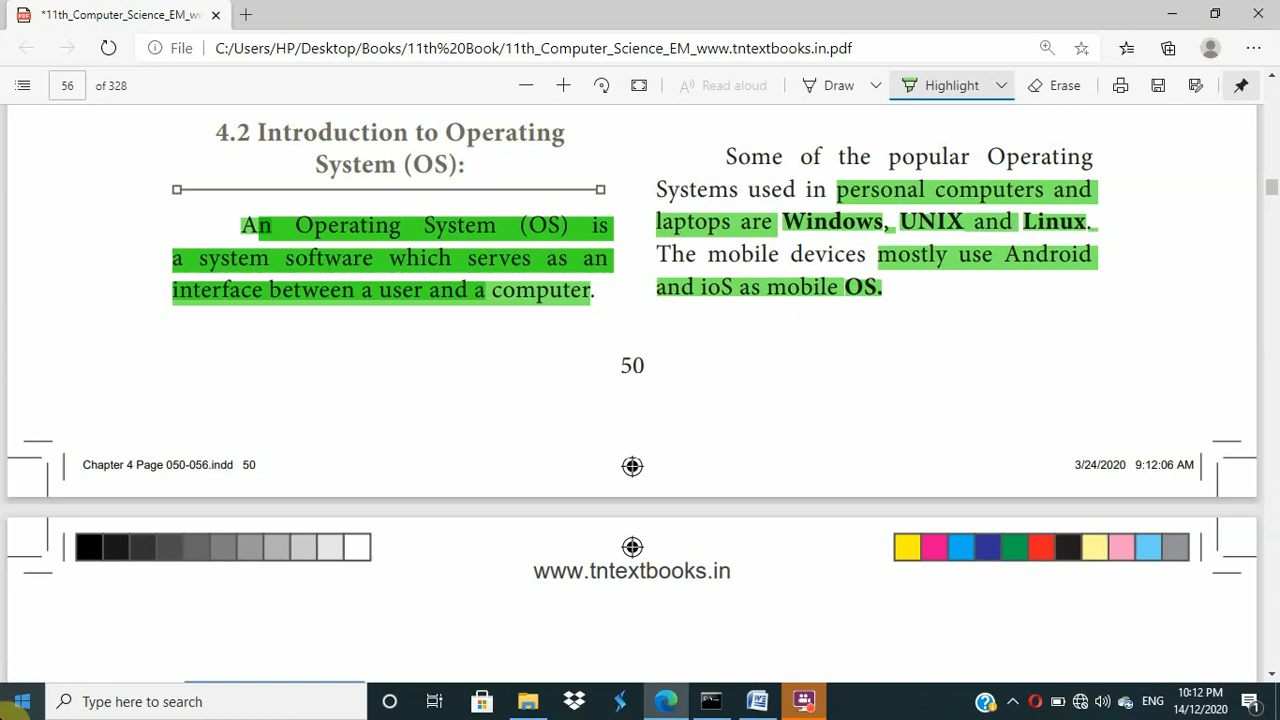 *11th_Computer_Science_EM_w
File
C:/Users/HP/Desktop/Books/11th%20Book/11th_Computer_Science_EM_www.tntextbooks.in.pdf
56 of 328
Read aloud
Draw
Highlight
Erase
4.2 Introduction to Operating
System (OS):
An Operating System (OS) is
a system software which serves as an
interface between a user and a computer.
Some of the popular Operating
Systems used in personal computers and
laptops are Windows, UNIX and Linux.
The mobile devices mostly use Android
and ioS as mobile OS.
50
Chapter 4 Page 050-056.indd 50
3/24/2020 9:12:06 AM
www.tntextbooks.in
Type here to search
ENG
10:12 PM
14/12/2020
1